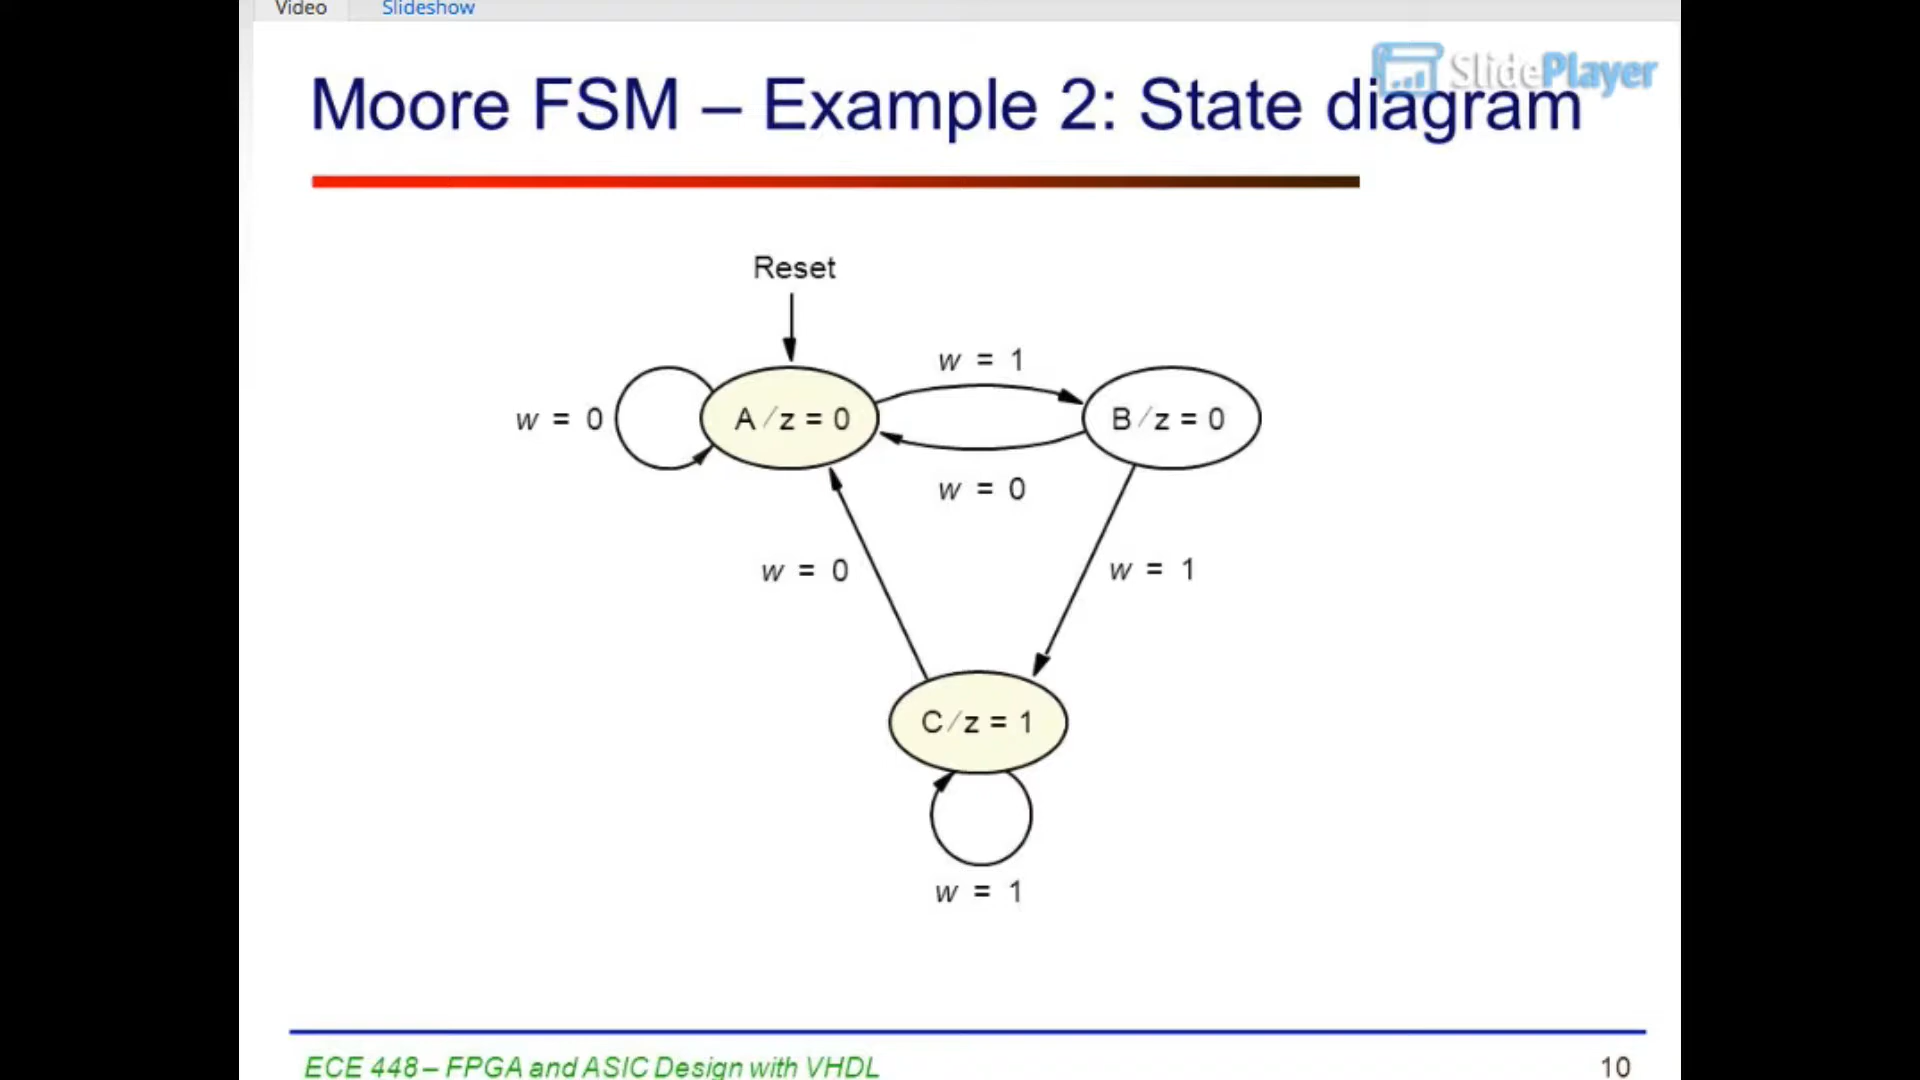 Video Slideshow
SlidePlayer
Moore FSM – Example 2: State diagram
Reset
w = 1
w = 0
A / z = 0
B / z = 0
w = 0
w = 0
w = 1
C / z = 1
w = 1
ECE 448 – FPGA and ASIC Design with VHDL
10